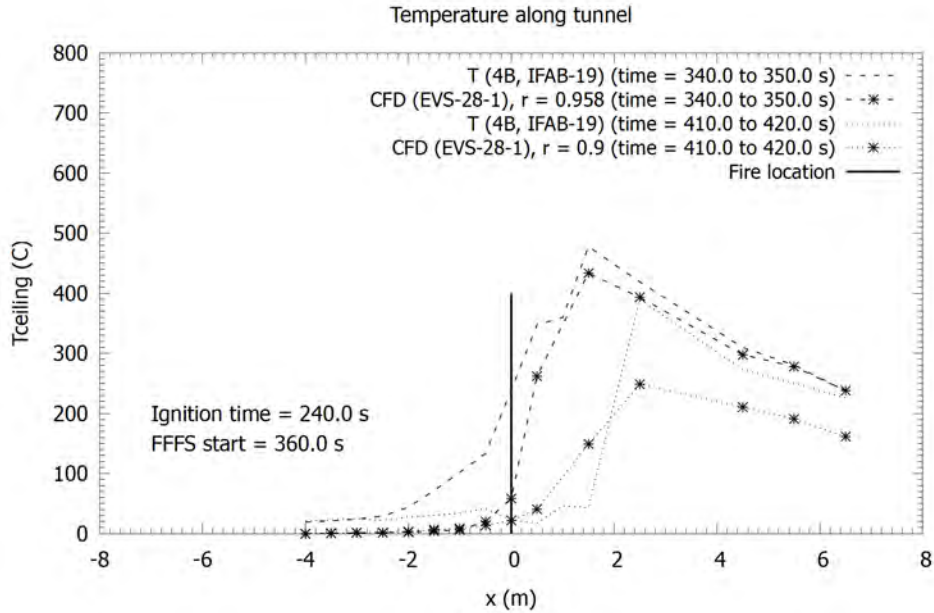 Temperature along tunnel
800
700
600
500
400
300
200
100
0
Tceiling (C)
T (4B, IFAB-19) (time = 340.0 to 350.0 s)
CFD (EVS-28-1), r = 0.958 (time = 340.0 to 350.0 s)
T (4B, IFAB-19) (time = 410.0 to 420.0 s)
CFD (EVS-28-1), r = 0.9 (time = 410.0 to 420.0 s)
Fire location
Ignition time = 240.0 s
FFFS start = 360.0 s
-8 -6 -4 -2 0 2 4 6 8
x (m)